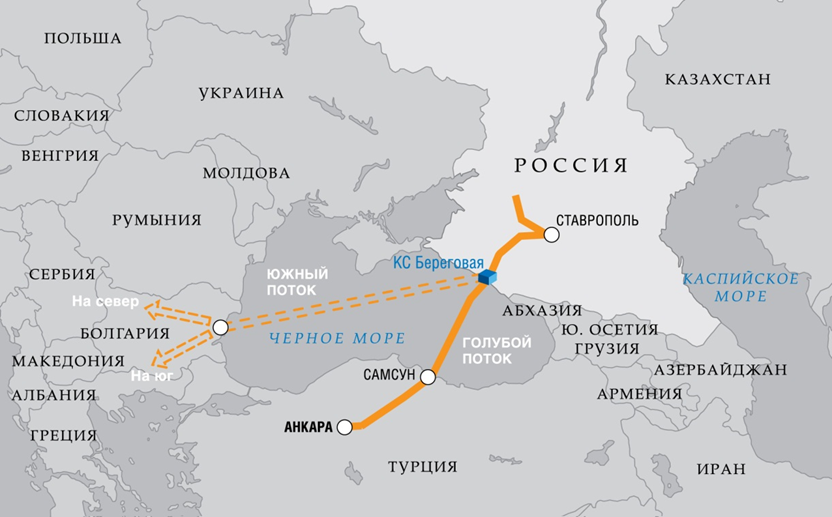 ПОЛЬША
КАЗАХСТАН
УКРАИНА
СЛОВАКИЯ
ВЕНГРИЯ
РОССИЯ
МОЛДОВА
РУМЫНИЯ
СТАВРОПОЛЬ
КС Береговая
СЕРБИЯ
ЮЖНЫЙ
ПОТОК
КАСПИЙСКОЕ
МОРЕ
На север
АБХАЗИЯ
БОЛГАРИЯ
ЧЕРНОЕ МОРЕ
Ю. ОСЕТИЯ
ГРУЗИЯ
ГОЛУБОЙ
ПОТОК
МАКЕДОНИЯ
На юг
САМСУН
АЗЕРБАЙДЖАН
АЛБАНИЯ
АРМЕНИЯ
АНКАРА
ГРЕЦИЯ
ТУРЦИЯ
ИРАН